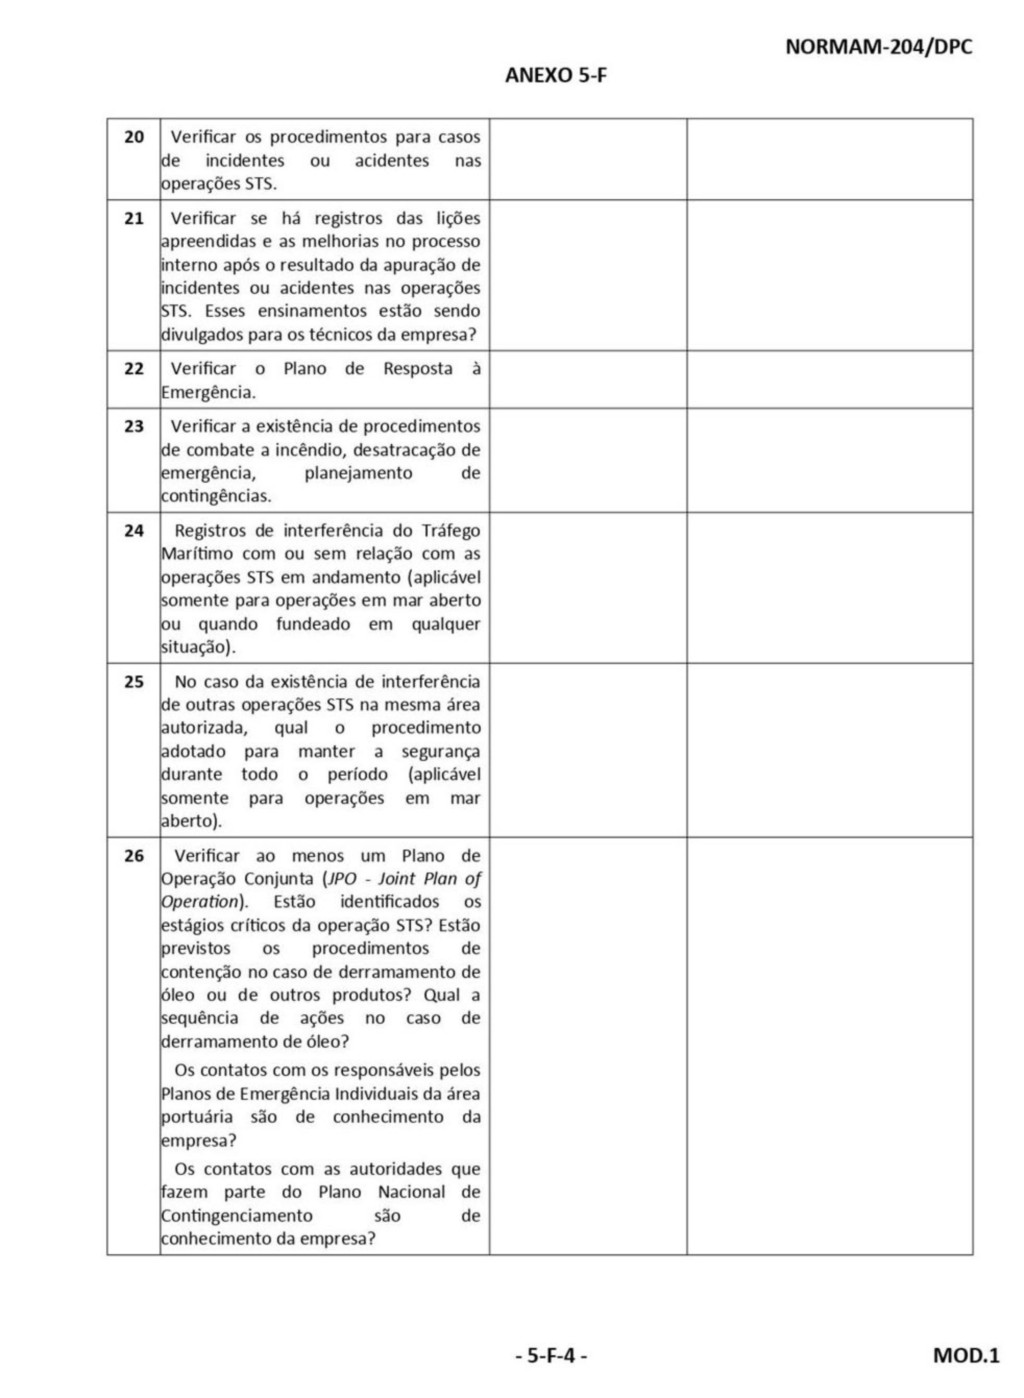 NORMAM-204/DPC
ANEXO 5-F
20 Verificar os procedimentos para casos
de incidentes ou acidentes nas
operações STS.
21 Verificar se há registros das lições
apreendidas e as melhorias no processo
interno após o resultado da apuração de
incidentes ou acidentes nas operações
STS. Esses ensinamentos estão sendo
divulgados para os técnicos da empresa?
22 Verificar o Plano de Resposta à
Emergência.
23 Verificar a existência de procedimentos
de combate a incêndio, desatracação de
emergência, planejamento de
contingências.
24 Registros de interferência do Tráfego
Marítimo com ou sem relação com as
operações STS em andamento (aplicável
somente para operações em mar aberto
ou quando fundeado em qualquer
situação).
25 No caso da existência de interferência
de outras operações STS na mesma área
autorizada, qual o procedimento
adotado para manter a segurança
durante todo o período (aplicável
somente para operações em mar
aberto).
26 Verificar ao menos um Plano de
Operação Conjunta (JPO - Joint Plan of
Operation). Estão identificados os
estágios críticos da operação STS? Estão
previstos os procedimentos de
contenção no caso de derramamento de
óleo ou de outros produtos? Qual a
sequência de ações no caso de
derramamento de óleo?
Os contatos com os responsáveis pelos
Planos de Emergência Individuais da área
portuária são de conhecimento da
empresa?
Os contatos com as autoridades que
fazem parte do Plano Nacional de
Contingenciamento são de
conhecimento da empresa?
- 5-F-4 -
MOD.1